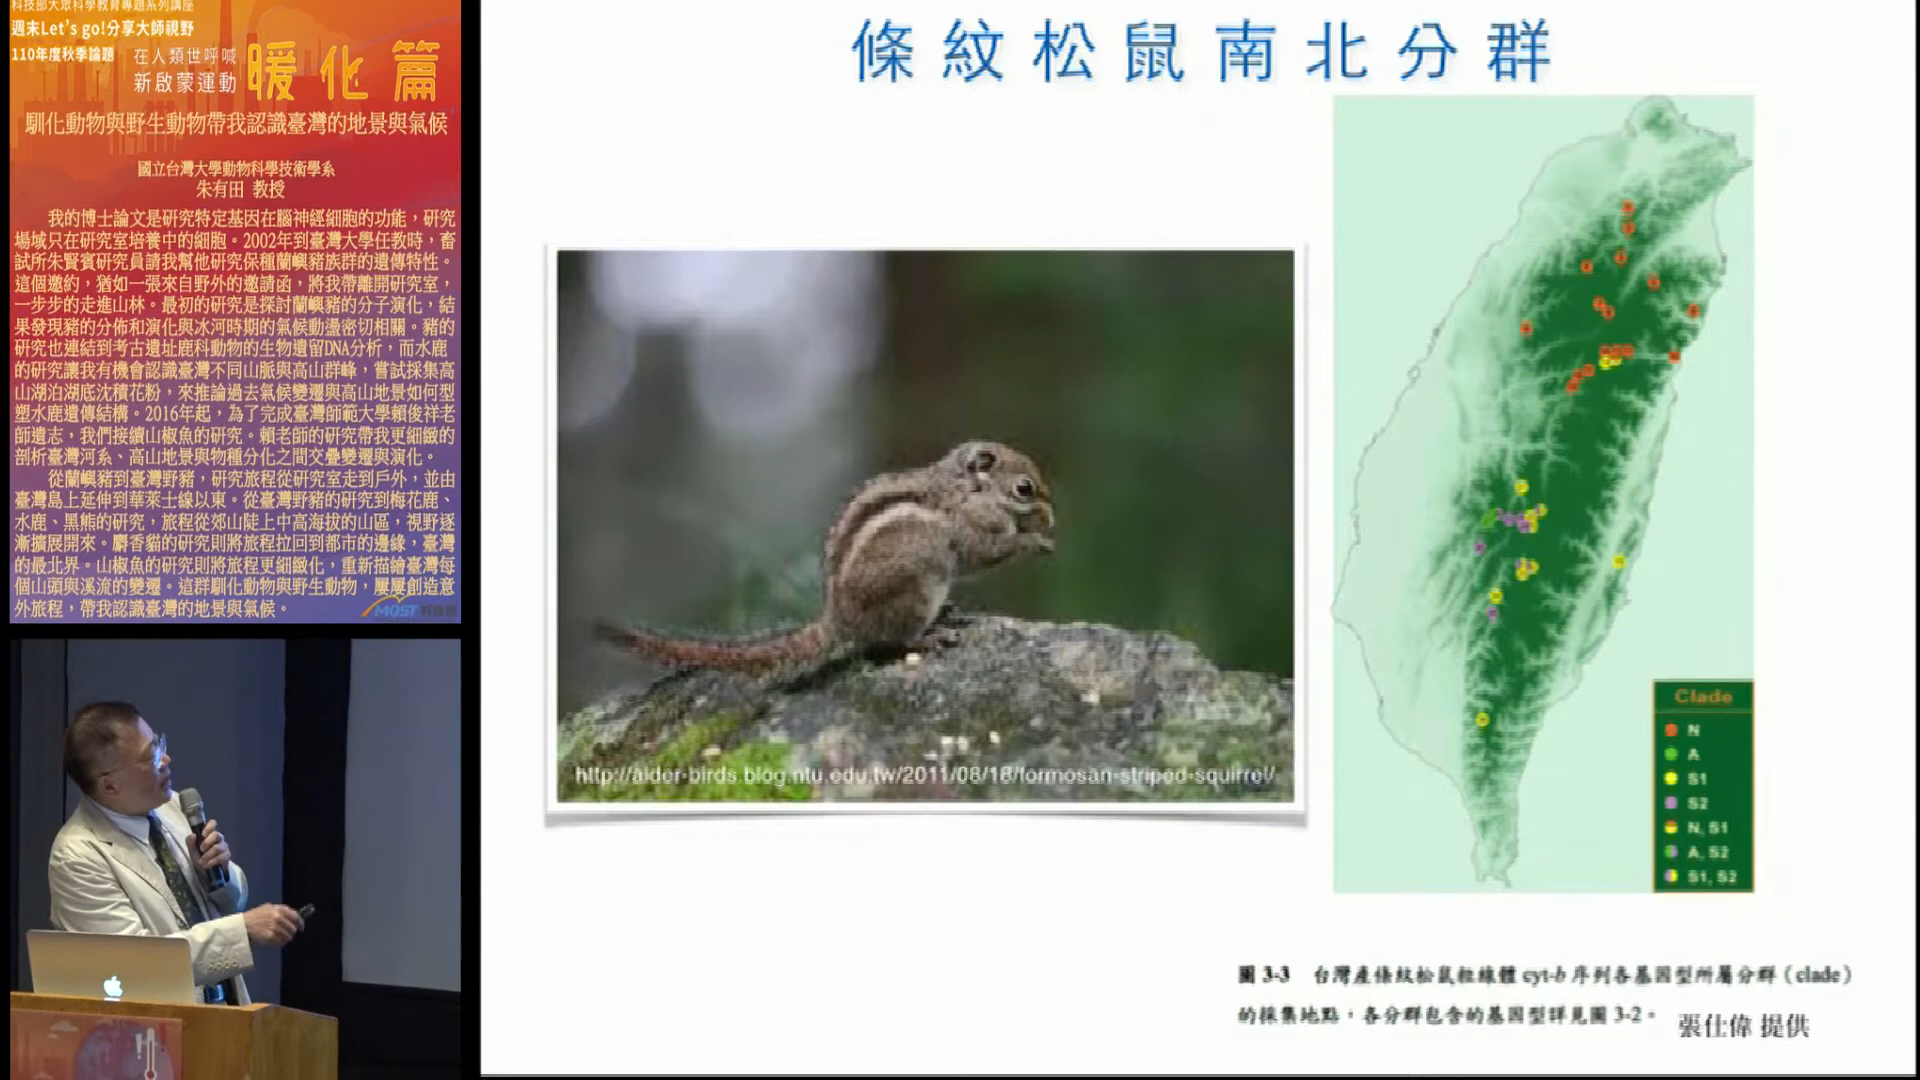 科技部大眾科學教育專題系列講座
週末Let's go!分享大師視野
110年度秋季論題
在人類世呼喊
新啟蒙運動
暖化篇
馴化動物與野生動物帶我認識臺灣的地景與氣候
國立台灣大學動物科學技術學系
朱有田 教授
我的博士論文是研究特定基因在腦神經細胞的功能，研究
場域只在研究室培養中的細胞。2002年到臺灣大學任教時，畜
試所朱賢賓研究員請我幫他研究保種蘭嶼豬族群的遺傳特性。
這個邀約，猶如一張來自野外的邀請函，將我帶離開研究室，
一步步的走進山林。最初的研究是探討蘭嶼豬的分子演化，結
果發現豬的分佈和演化與冰河時期的氣候動盪密切相關。豬的
研究也連結到考古遺址鹿科動物的生物遺留DNA分析，而水鹿
的研究讓我有機會認識臺灣不同山脈與高山群峰，嘗試採集高
山湖泊湖底沈積花粉，來推論過去氣候變遷與高山地景如何型
塑水鹿遺傳結構。2016年起，為了完成臺灣師範大學賴俊祥老
師遺志，我們接續山椒魚的研究。賴老師的研究帶我更細緻的
剖析臺灣河系、高山地景與物種分化之間交疊變遷與演化。
從蘭嶼豬到臺灣野豬，研究旅程從研究室走到戶外，並由
臺灣島上延伸到華萊士線以東。從臺灣野豬的研究到梅花鹿、
水鹿、黑熊的研究，旅程從郊山陡上中高海拔的山區，視野逐
漸擴展開來。麝香貓的研究則將旅程拉回到都市的邊緣，臺灣
的最北界。山椒魚的研究則將旅程更細緻化，重新描繪臺灣每
個山頭與溪流的變遷。這群馴化動物與野生動物，屢屢創造意
外旅程，帶我認識臺灣的地景與氣候。
MOST 科技部
條紋松鼠南北分群
http://alder-birds.blog.ntu.edu.tw/2011/08/18/formosan-striped-squirrel/
Clade
N
A
S1
S2
N, S1
A, S2
S1, S2
圖 3-3 台灣產條紋松鼠粒線體 cyt-b 序列各基因型所屬分群（clade）
的採集地點，各分群包含的基因型詳見圖 3-2。
張仕偉 提供